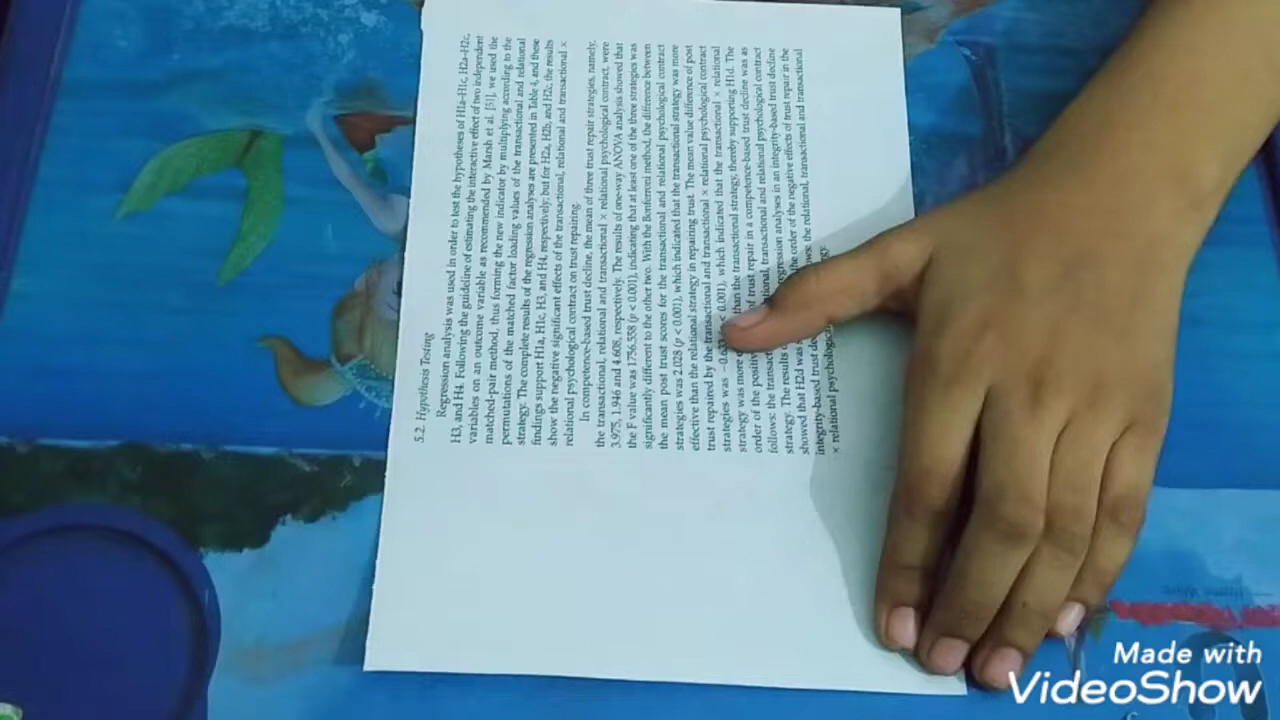 5.2. Hypothesis Testing
Regression analysis was used in order to test the hypotheses of H1a–H1c, H2a–H2c,
H3, and H4. Following the guideline of estimating the interactive effect of two independent
variables on an outcome variable as recommended by Marsh et al. [51], we used the
matched-pair method, thus forming the new indicator by multiplying according to the
permutations of the matched factor loading values of the transactional and relational
strategy. The complete results of the regression analyses are presented in Table 4, and these
findings support H1a, H1c, H3, and H4, respectively; but for H2a, H2b, and H2c, the results
show the negative significant effects of the transactional, relational and transactional ×
relational psychological contract on trust repairing.
In competence-based trust decline, the mean of three trust repair strategies, namely,
the transactional, relational and transactional × relational psychological contract, were
3.975, 1.946 and 4.608, respectively. The results of one-way ANOVA analysis showed that
the F value was 1756.558 (p < 0.001), indicating that at least one of the three strategies was
significantly different to the other two. With the Bonferroni method, the difference between
the mean post trust scores for the transactional and relational psychological contract
strategies was 2.028 (p < 0.001), which indicated that the transactional strategy was more
effective than the relational strategy in repairing trust. The mean value difference of post
trust repaired by the transactional and transactional × relational psychological contract
strategies was −0.633 < 0.001), which indicated that the transactional × relational
strategy was more than the transactional strategy, thereby supporting H1d. The
order of the positive of trust repair in a competence-based trust decline was as
follows: the transactional, transactional and relational psychological contract
strategy. The results regression analyses in an integrity-based trust decline
showed that H2d was the order of the negative effects of trust repair in the
integrity-based trust the relational, transactional and transactional
× relational psychological
Made with
VideoShow